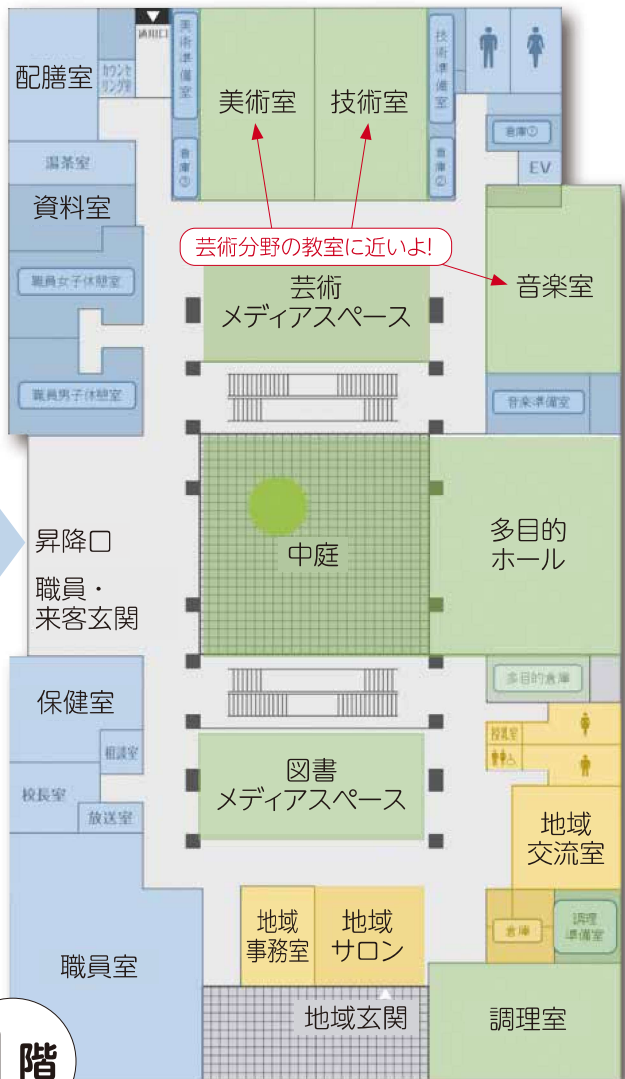 通用口
配膳室
カウンセ
リング室
美術準備室
美術室
技術室
技術準備室
倉庫①
EV
湯茶室
倉庫③
倉庫②
資料室
芸術分野の教室に近いよ!
職員女子休憩室
芸術
メディアスペース
音楽室
職員男子休憩室
音楽準備室
昇降口
職員・
来客玄関
中庭
多目的
ホール
保健室
相談室
多目的倉庫
授乳室
校長室
放送室
図書
メディアスペース
地域
交流室
職員室
地域
事務室
地域
サロン
倉庫
調理
準備室
地域玄関
調理室
階